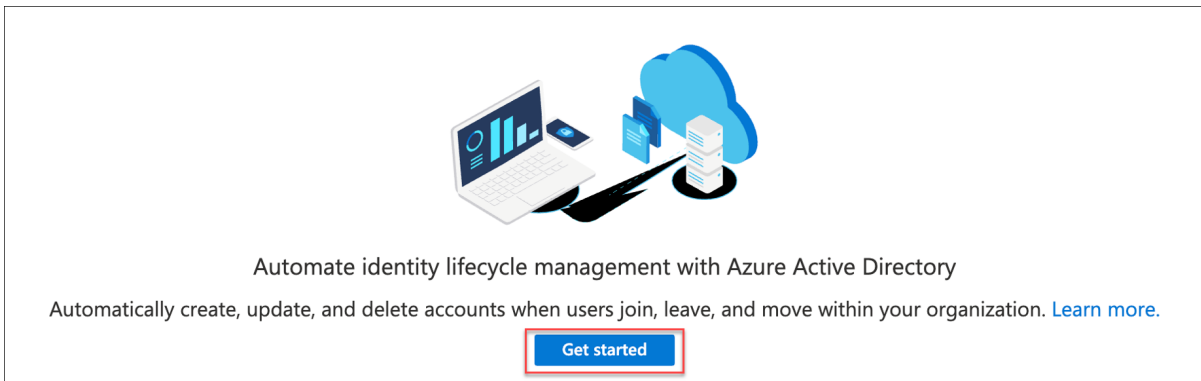 Automate identity lifecycle management with Azure Active Directory
Automatically create, update, and delete accounts when users join, leave, and move within your organization. Learn more.
Get started